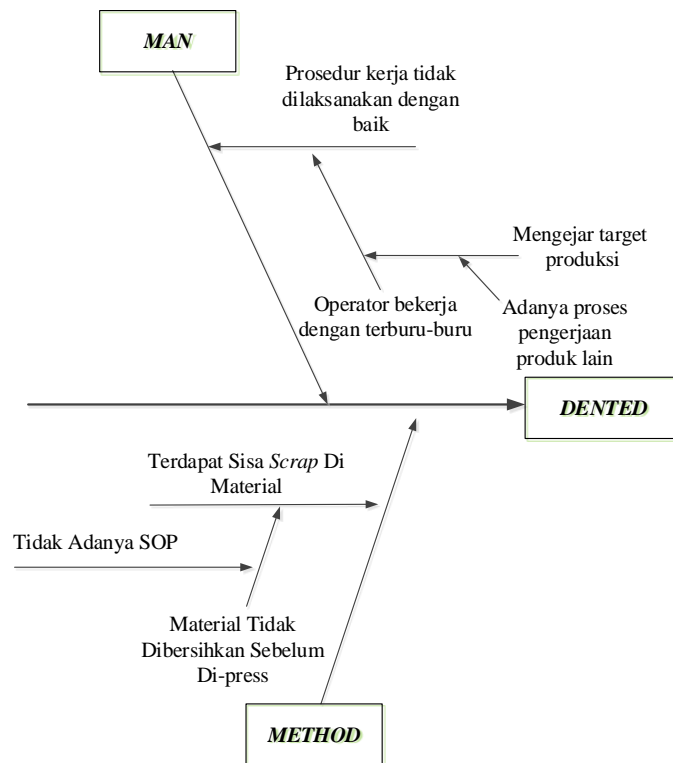 MAN
Prosedur kerja tidak
dilaksanakan dengan
baik
Mengejar target
produksi
Operator bekerja
dengan terburu-buru
Adanya proses
pengerjaan
produk lain
DENTED
Terdapat Sisa Scrap Di
Material
Tidak Adanya SOP
Material Tidak
Dibersihkan Sebelum
Di-press
METHOD